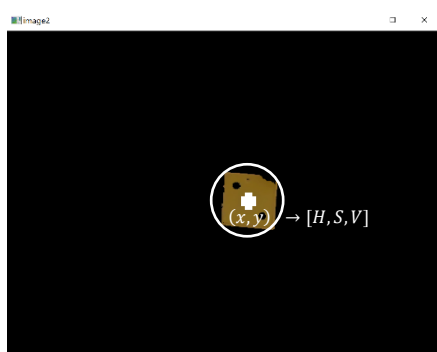 image2
(x, y) → [H, S, V]